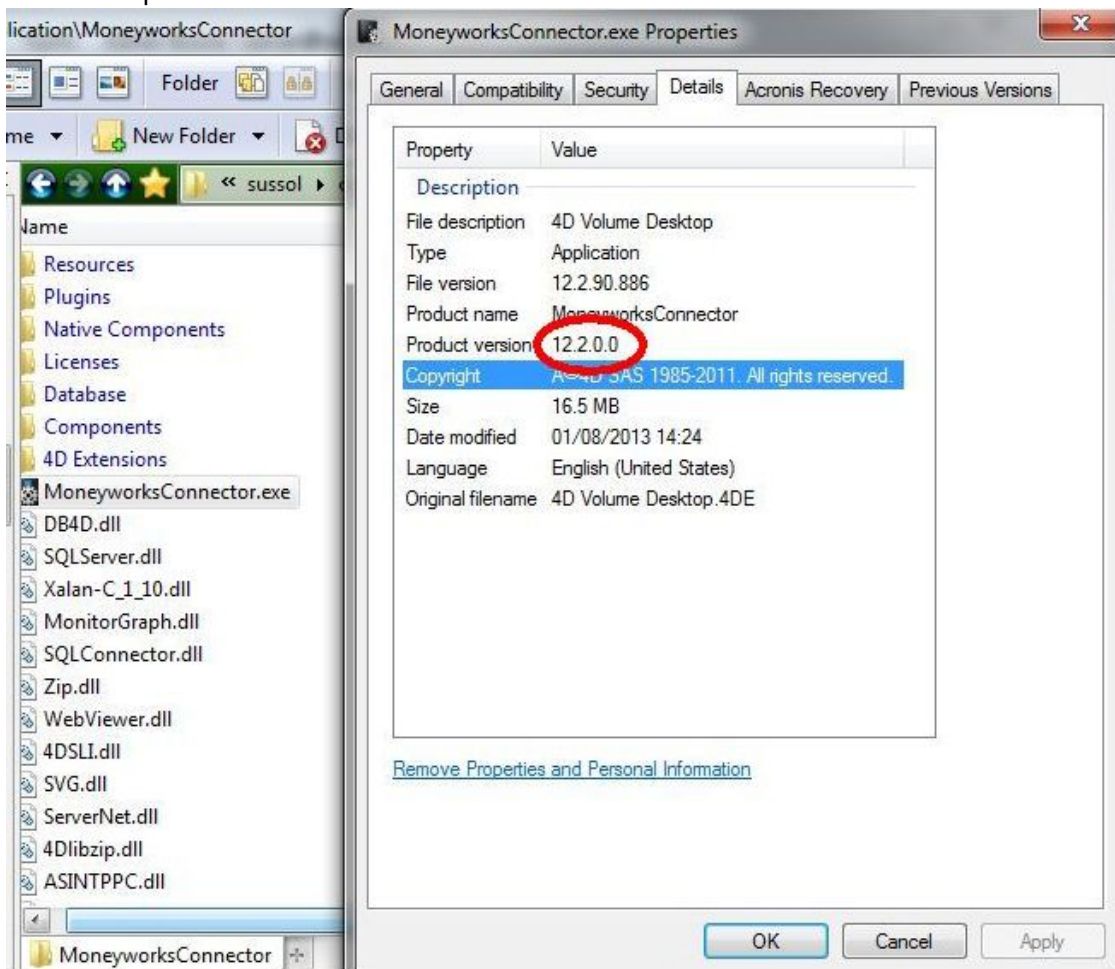 lication\MoneyworksConnector
Folder
me New Folder
« sussol
Name
Resources
Plugins
Native Components
Licenses
Database
Components
4D Extensions
MoneyworksConnector.exe
DB4D.dll
SQLServer.dll
Xalan-C_1_10.dll
MonitorGraph.dll
SQLConnector.dll
Zip.dll
WebViewer.dll
4DSLI.dll
SVG.dll
ServerNet.dll
4Dlibzip.dll
ASINTPPC.dll
MoneyworksConnector
MoneyworksConnector.exe Properties
General Compatibility Security Details Acronis Recovery Previous Versions
Property Value
Description
File description 4D Volume Desktop
Type Application
File version 12.2.90.886
Product name MoneyworksConnector
Product version 12.2.0.0
Copyright A©4D SAS 1985-2011. All rights reserved.
Size 16.5 MB
Date modified 01/08/2013 14:24
Language English (United States)
Original filename 4D Volume Desktop.4DE
Remove Properties and Personal Information
OK Cancel Apply